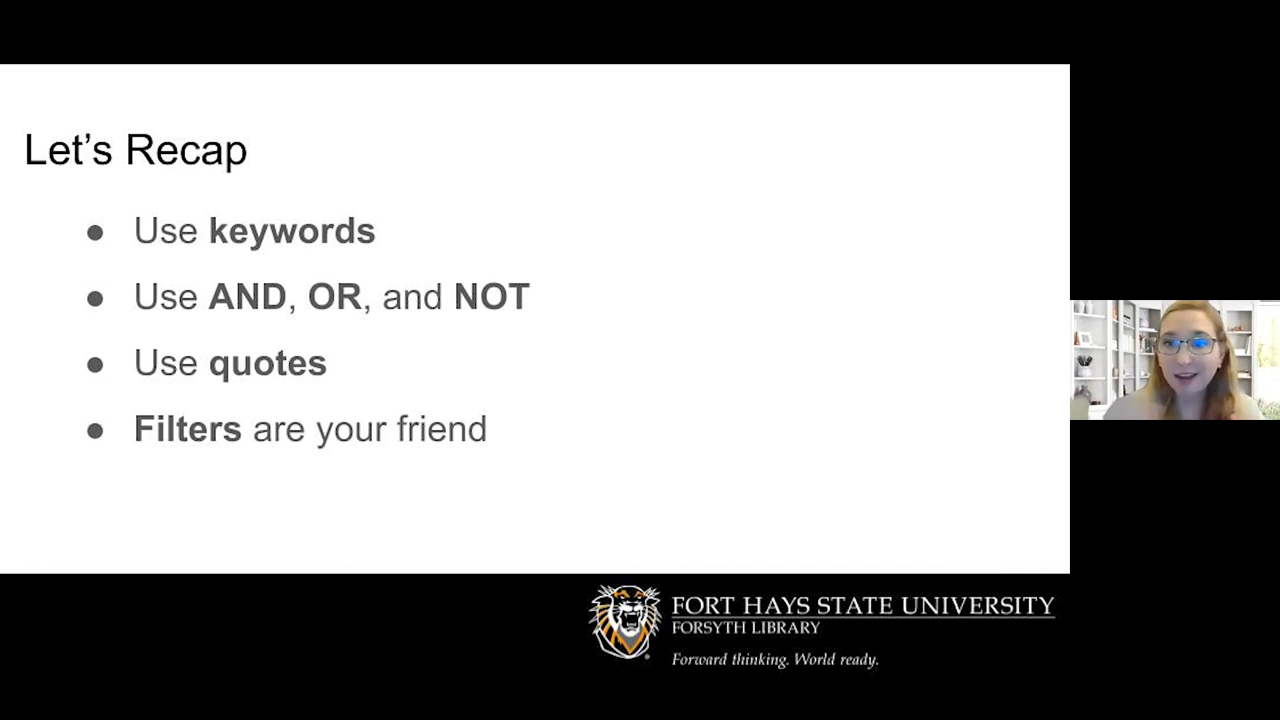 Let’s Recap
● Use keywords
● Use AND, OR, and NOT
● Use quotes
● Filters are your friend
FORT HAYS STATE UNIVERSITY
FORSYTH LIBRARY
Forward thinking. World ready.